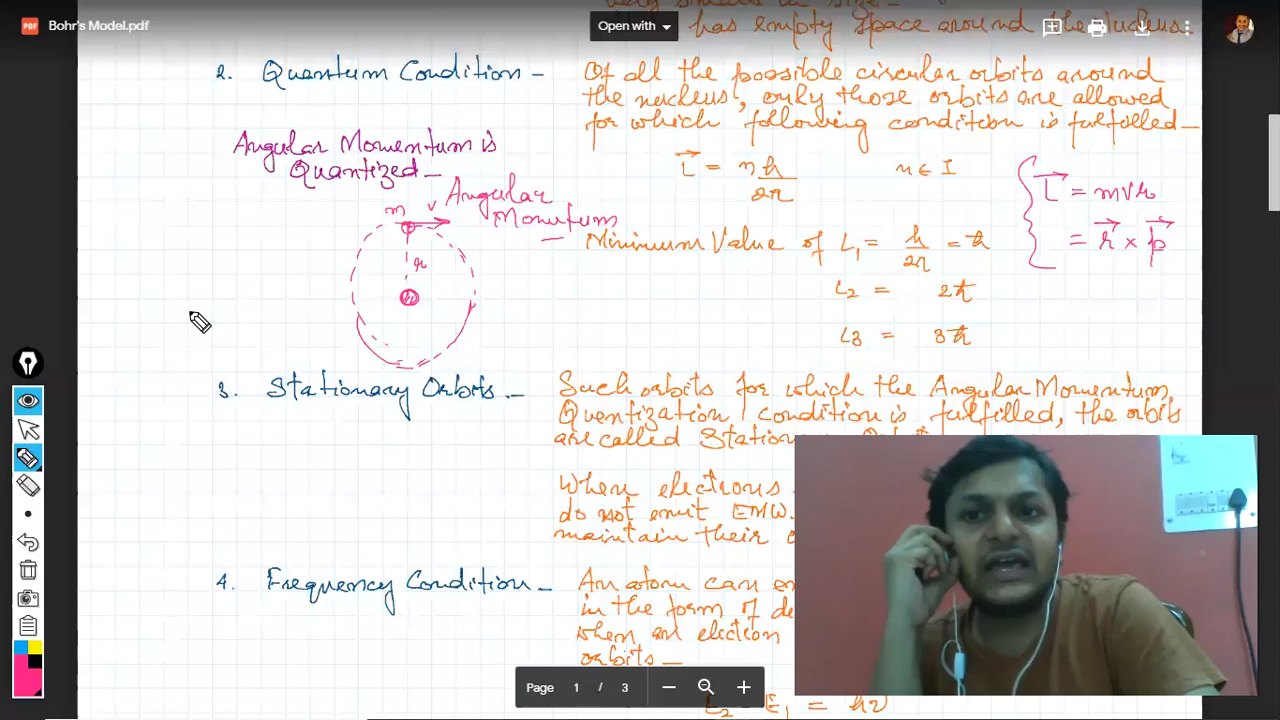 PDF Bohr's Model.pdf
Open with
has empty space around the Nucleus.
2. Quantum Condition - Of all the possible circular orbits around
the nucleus, only those orbits are allowed
for which following condition is fulfilled -
Angular Momentum is
Quantized -
L = nh/2π n ∈ I
Angular
Momentum
m v
r
L = mvr
= r × p
- Minimum Value of L1 = h/2π = ħ
L2 = 2ħ
L3 = 3ħ
3. Stationary Orbits - Such orbits for which the Angular Momentum
Quantization condition is fulfilled, the orbits
are called
When electrons
do not emit EMW.
maintain their
4. Frequency Condition - An atom can
in the form of
when an electron
orbits -
Page 1 / 3
E2 - E1 = hν